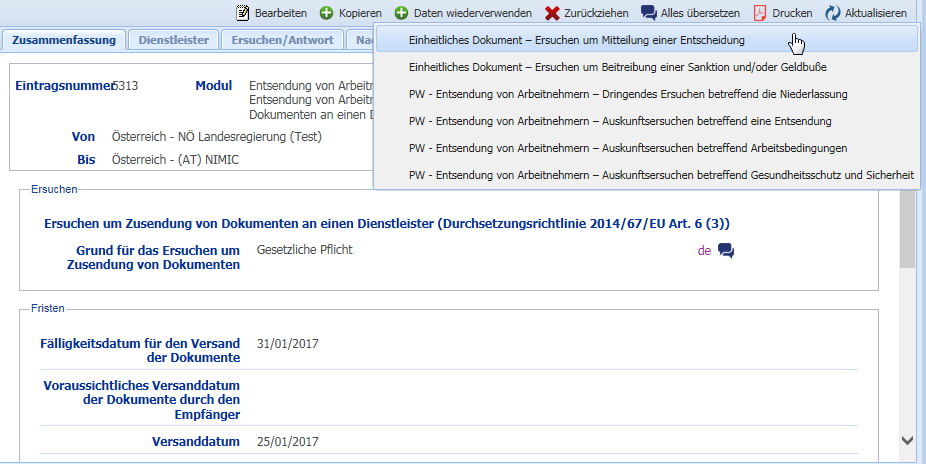 Bearbeiten Kopieren Daten wiederverwenden Zurückziehen Alles übersetzen Drucken Aktualisieren
Zusammenfassung Dienstleister Ersuchen/Antwort
Einheitliches Dokument – Ersuchen um Mitteilung einer Entscheidung
Einheitliches Dokument – Ersuchen um Beitreibung einer Sanktion und/oder Geldbuße
PW - Entsendung von Arbeitnehmern – Dringendes Ersuchen betreffend die Niederlassung
PW - Entsendung von Arbeitnehmern – Auskunftsersuchen betreffend eine Entsendung
PW - Entsendung von Arbeitnehmern – Auskunftsersuchen betreffend Arbeitsbedingungen
PW - Entsendung von Arbeitnehmern – Auskunftsersuchen betreffend Gesundheitsschutz und Sicherheit
Eintragsnummer 5313 Modul Entsendung von
Entsendung von
Dokumenten an einen
Von Österreich - NÖ Landesregierung (Test)
Bis Österreich - (AT) NIMIC
Ersuchen
Ersuchen um Zusendung von Dokumenten an einen Dienstleister (Durchsetzungsrichtlinie 2014/67/EU Art. 6 (3))
Grund für das Ersuchen um Gesetzliche Pflicht de
Zusendung von Dokumenten
Fristen
Fälligkeitsdatum für den Versand 31/01/2017
der Dokumente
Voraussichtliches Versanddatum
der Dokumente durch den
Empfänger
Versanddatum 25/01/2017